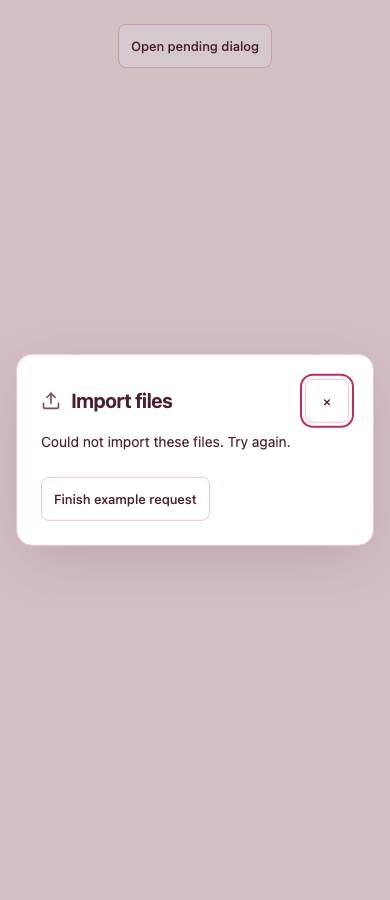 Open pending dialog
Import files
×
Could not import these files. Try again.
Finish example request